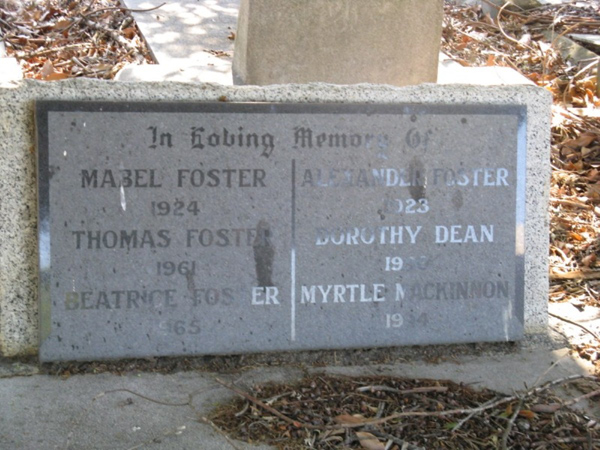 In Loving Memory Of
MABEL FOSTER
1924
THOMAS FOSTER
1961
BEATRICE FOSTER
1965
ALEXANDER FOSTER
1923
DOROTHY DEAN
MYRTLE MACKINNON